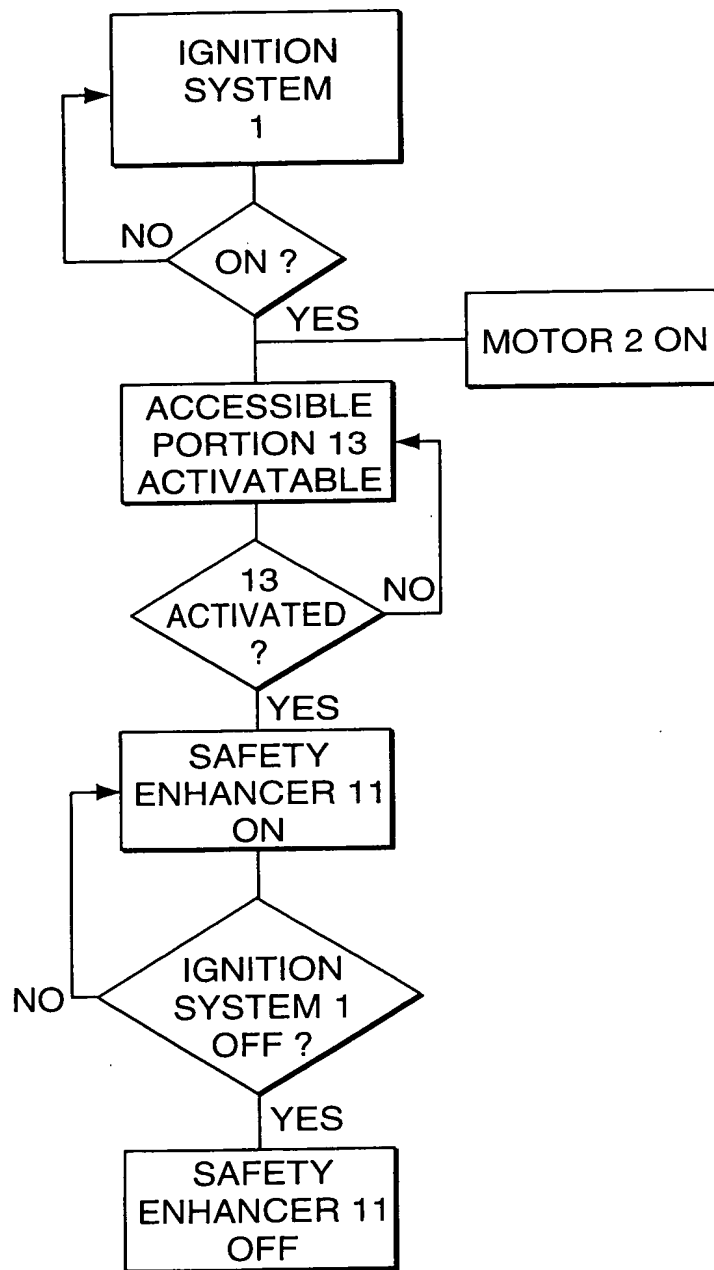 IGNITION
SYSTEM
1
NO
ON ?
YES
MOTOR 2 ON
ACCESSIBLE
PORTION 13
ACTIVATABLE
13
ACTIVATED
?
NO
YES
SAFETY
ENHANCER 11
ON
IGNITION
SYSTEM 1
OFF ?
NO
YES
SAFETY
ENHANCER 11
OFF